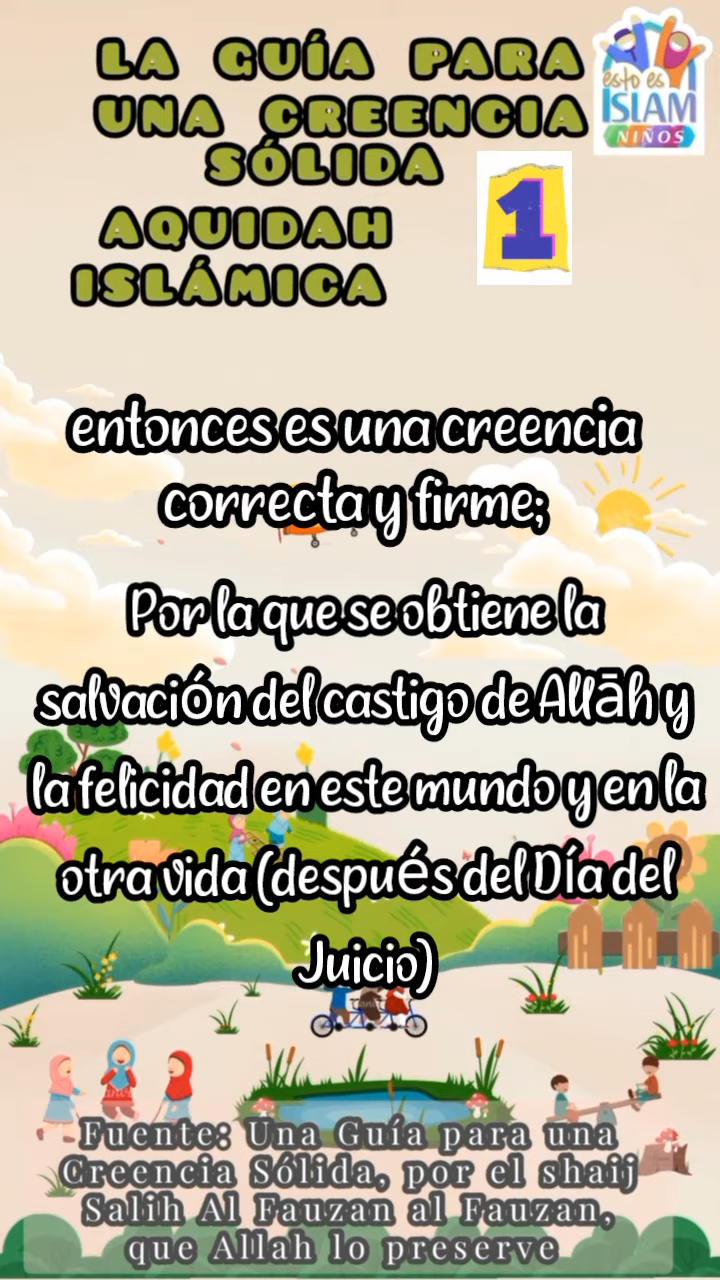 LA GUÍA PARA
UNA CREENCIA
SÓLIDA
AQUIDAH
ISLÁMICA
1
esto es
ISLAM
NIÑOS
entonces es una creencia
correcta y firme;
Por la que se obtiene la
salvación del castigo de Allāh y
la felicidad en este mundo y en la
otra vida (después del Día del
Juicio)
Fuente: Una Guía para una
Creencia Sólida, por el shaij
Salih Al Fauzan al Fauzan,
que Allah lo preserve